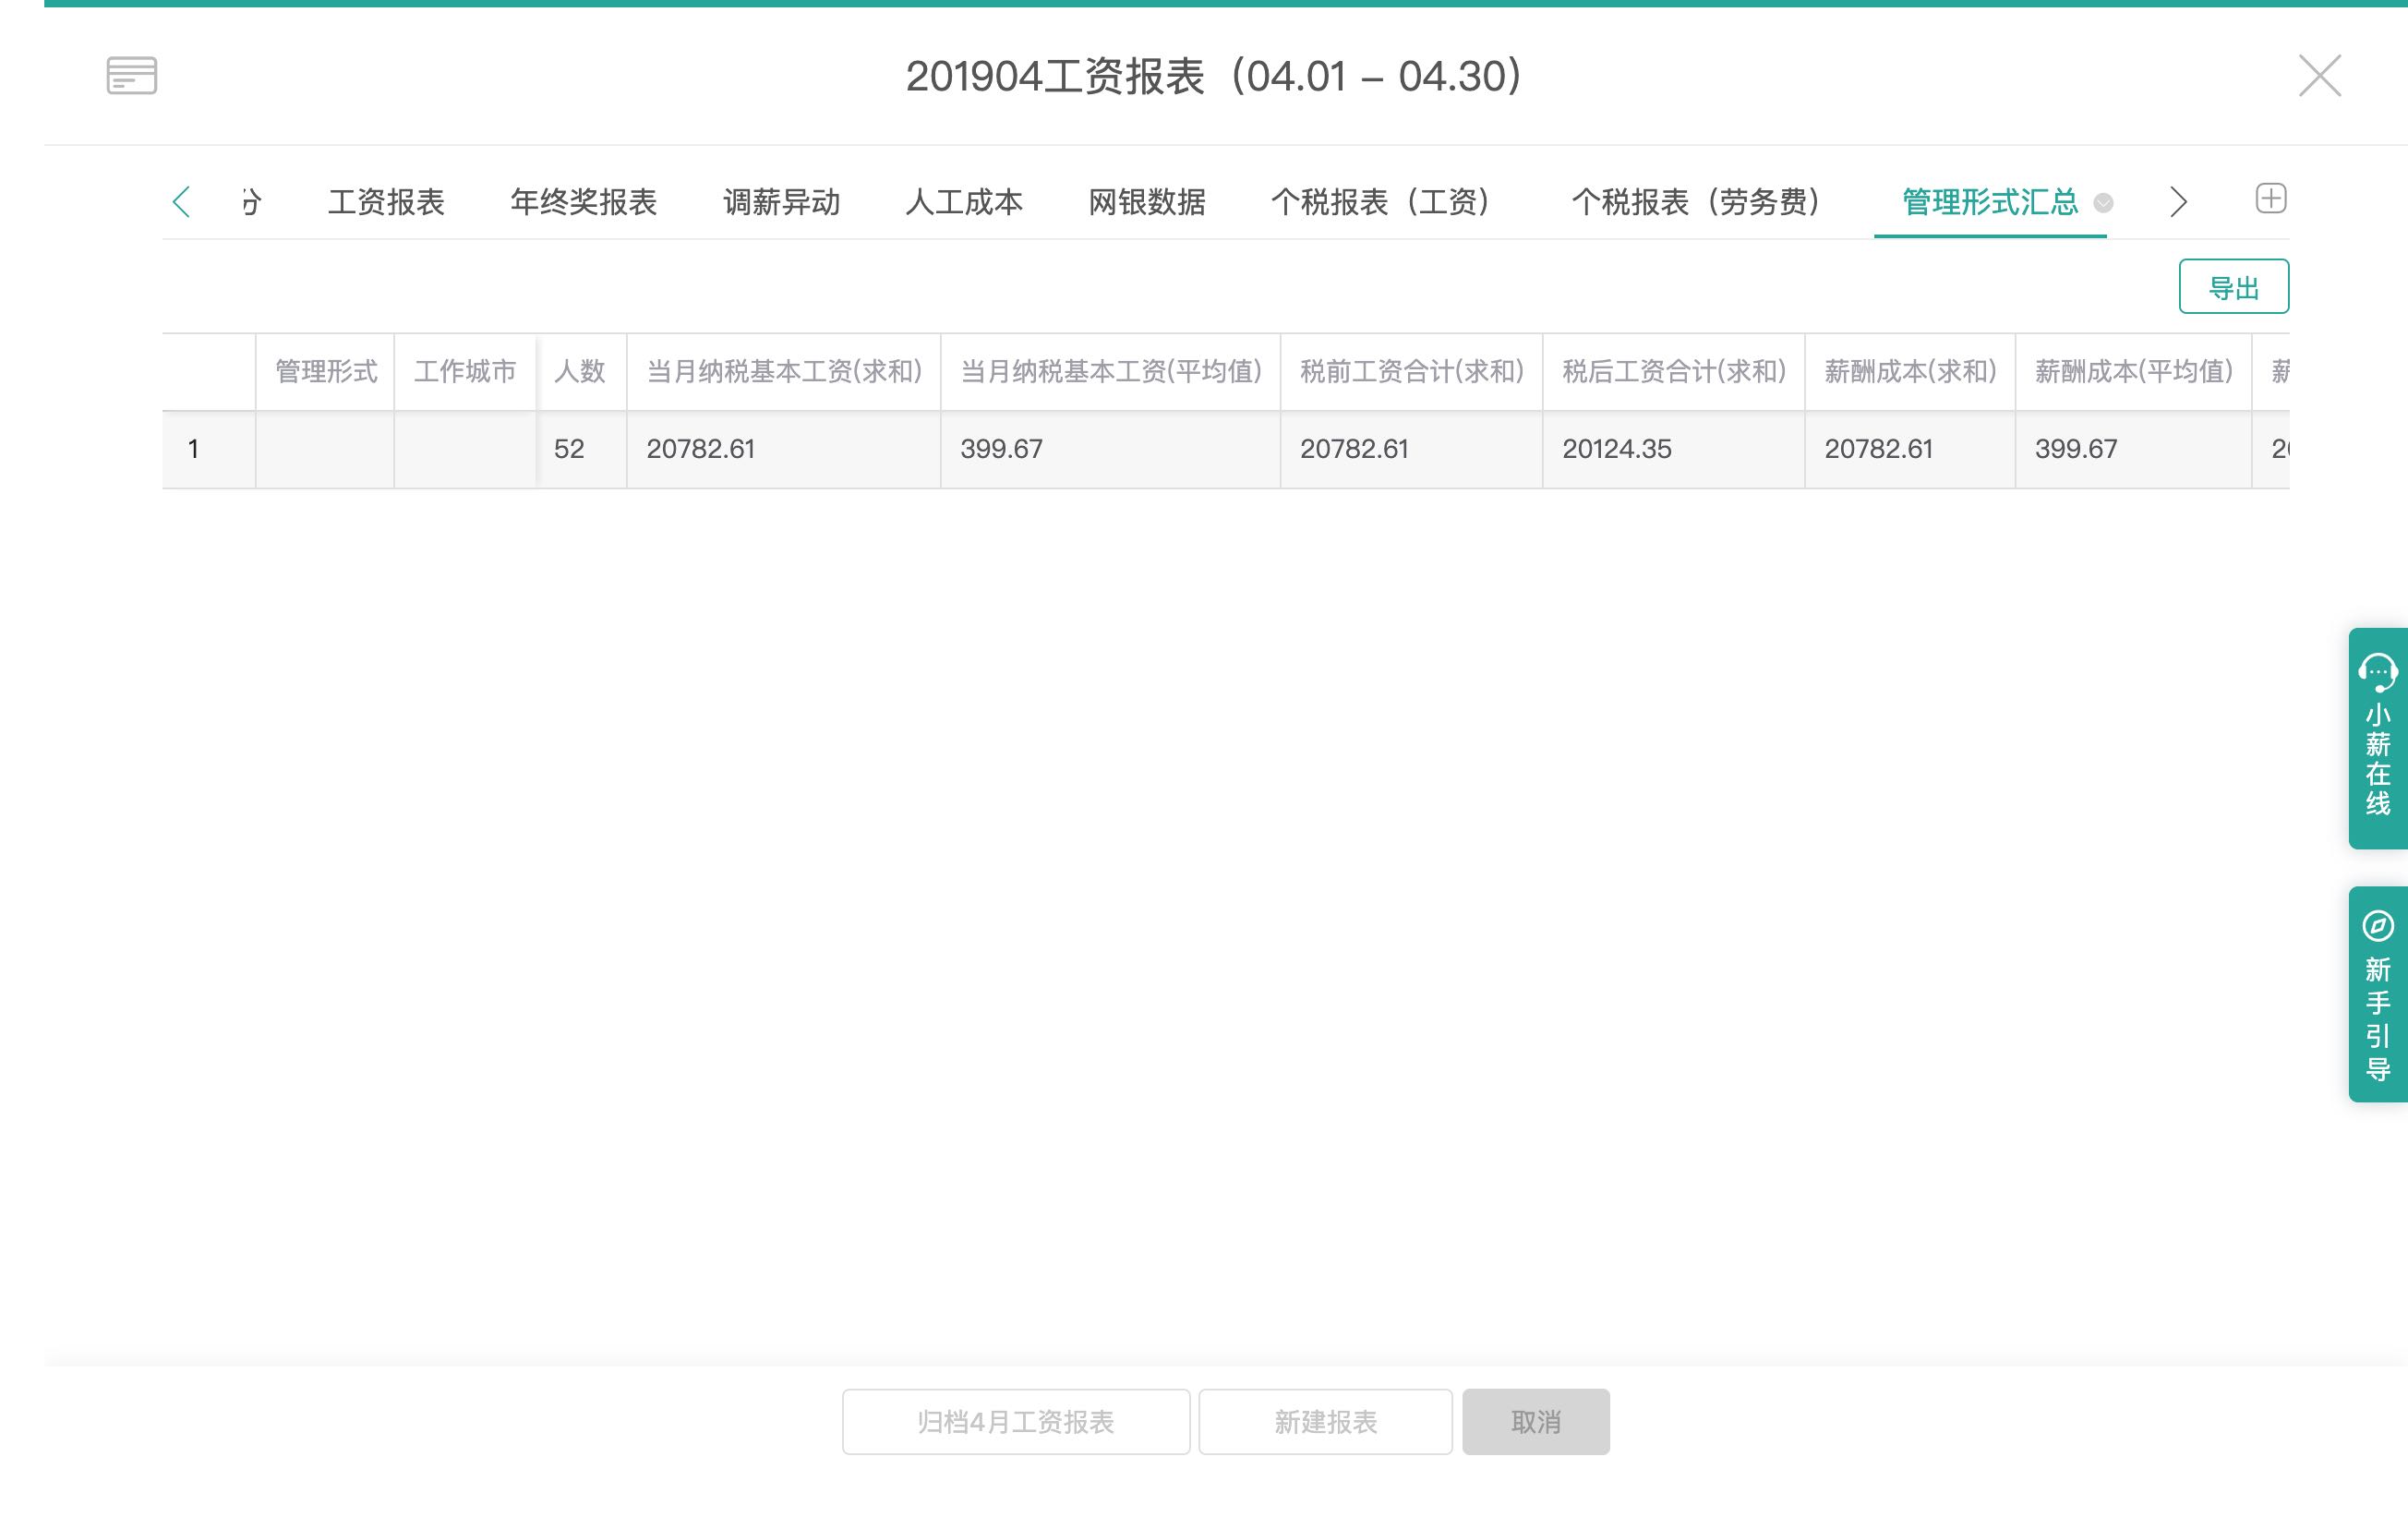 201904工资报表（04.01 – 04.30）
工资报表 年终奖报表 调薪异动 人工成本 网银数据 个税报表（工资） 个税报表（劳务费） 管理形式汇总
导出
管理形式 工作城市 人数 当月纳税基本工资(求和) 当月纳税基本工资(平均值) 税前工资合计(求和) 税后工资合计(求和) 薪酬成本(求和) 薪酬成本(平均值) 薪
1 52 20782.61 399.67 20782.61 20124.35 20782.61 399.67
小薪在线
新手引导
归档4月工资报表 新建报表 取消